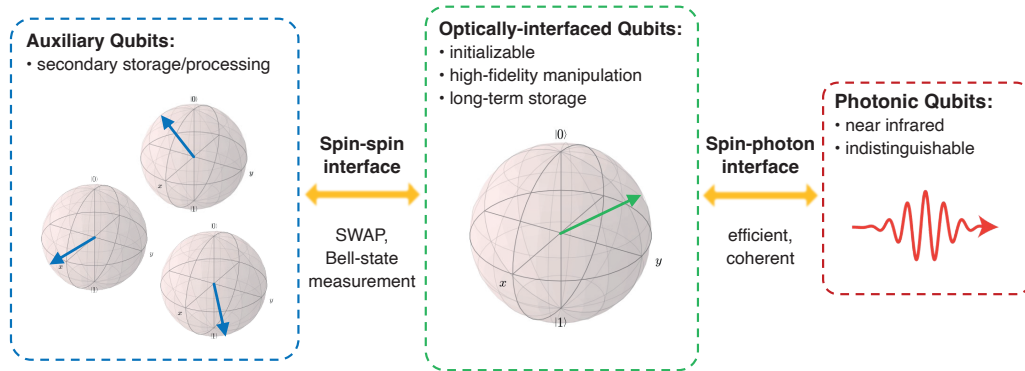 Auxiliary Qubits:
• secondary storage/processing
|0⟩
x
y
|1⟩
|0⟩
x
y
|1⟩
|0⟩
x
y
|1⟩
Spin-spin
interface
SWAP,
Bell-state
measurement
Optically-interfaced Qubits:
• initializable
• high-fidelity manipulation
• long-term storage
|0⟩
x
y
|1⟩
Spin-photon
interface
efficient,
coherent
Photonic Qubits:
• near infrared
• indistinguishable